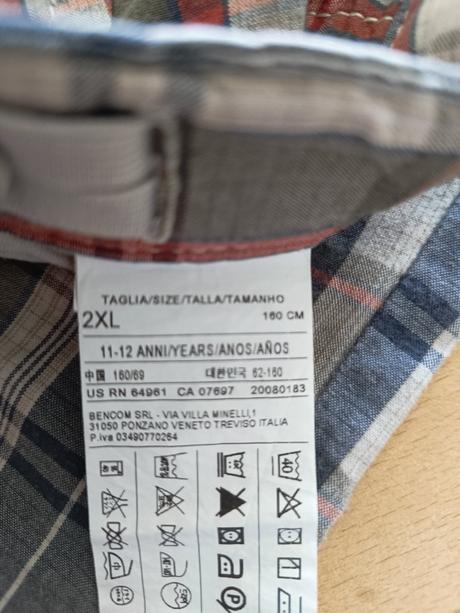 TAGLIA/SIZE/TALLA/TAMANHO
2XL 160 CM
11-12 ANNI/YEARS/ANOS/AÑOS
中国 160/69 대한민국 62-160
US RN 64961 CA 07697 20080183
BENCOM SRL - VIA VILLA MINELLI,1
31050 PONZANO VENETO TREVISO ITALIA
P.iva 03490770264
40